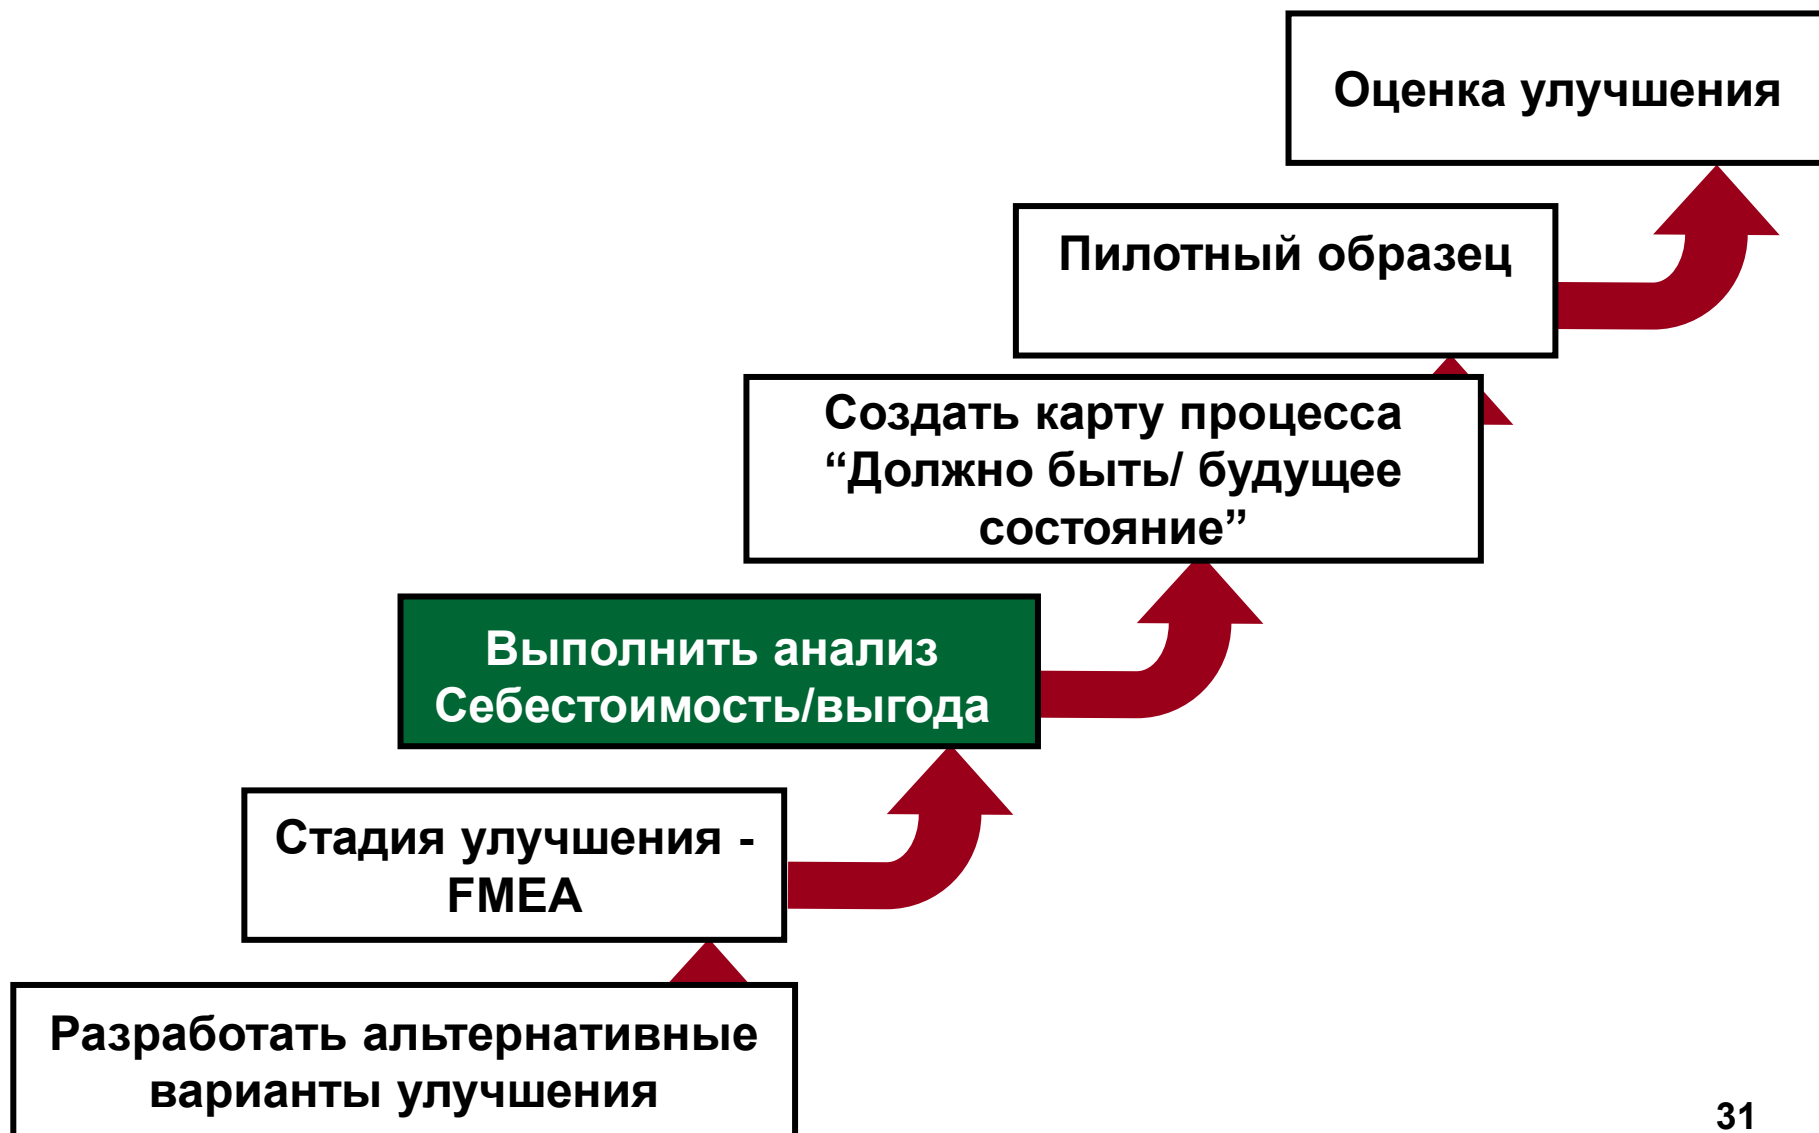 Оценка улучшения
Пилотный образец
Создать карту процесса
“Должно быть/ будущее
состояние”
Выполнить анализ
Себестоимость/выгода
Стадия улучшения -
FMEA
Разработать альтернативные
варианты улучшения
31